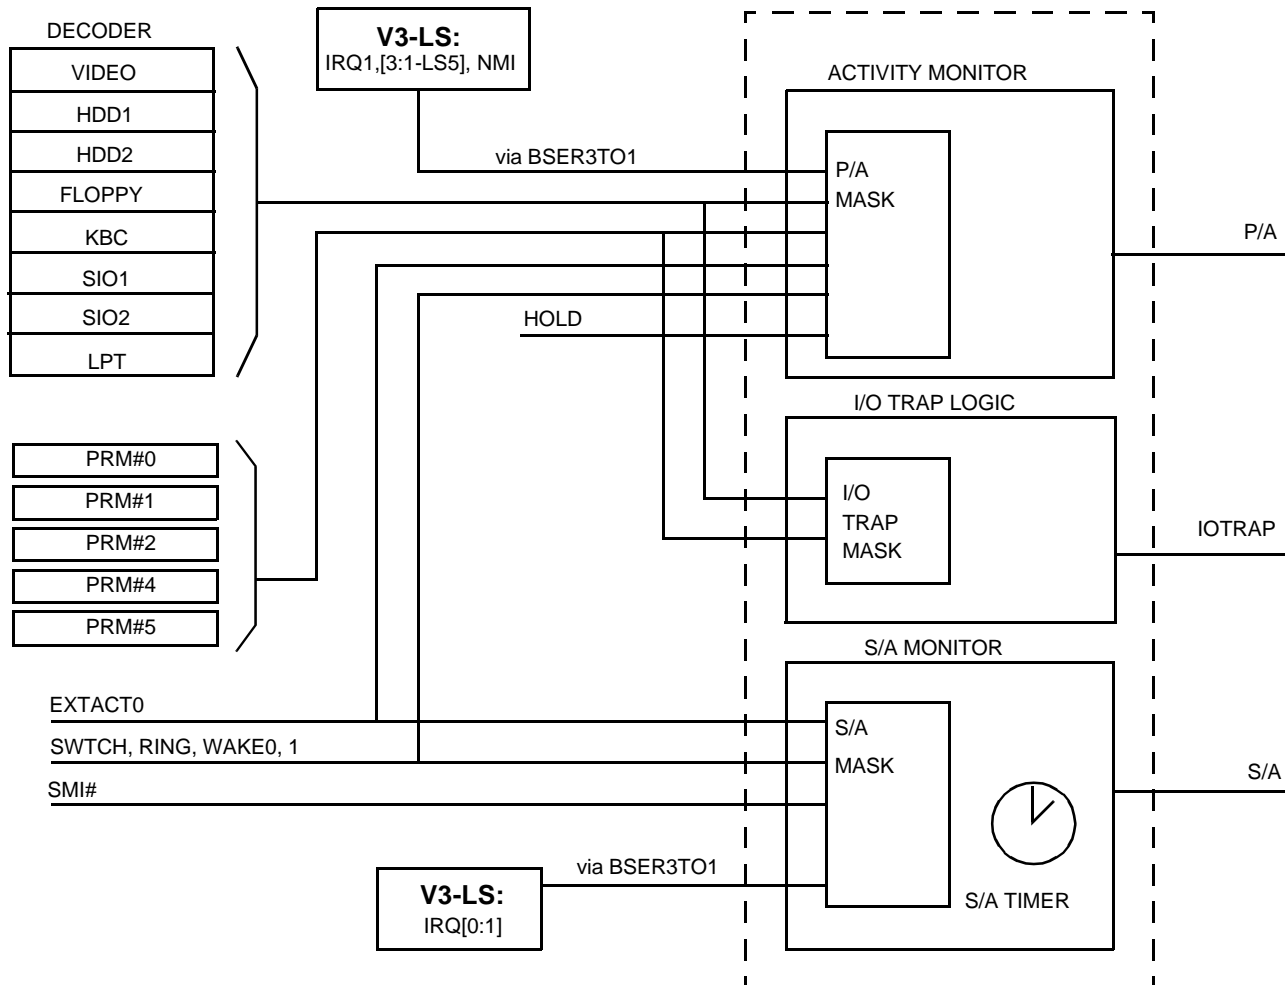 DECODER
VIDEO
HDD1
HDD2
FLOPPY
KBC
SIO1
SIO2
LPT
V3-LS:
IRQ1,[3:1-LS5], NMI
via BSER3TO1
HOLD
ACTIVITY MONITOR
P/A
MASK
P/A
I/O TRAP LOGIC
I/O
TRAP
MASK
IOTRAP
PRM#0
PRM#1
PRM#2
PRM#4
PRM#5
EXTACT0
SWTCH, RING, WAKE0, 1
SMI#
V3-LS:
IRQ[0:1]
via BSER3TO1
S/A MONITOR
S/A
MASK
S/A TIMER
S/A